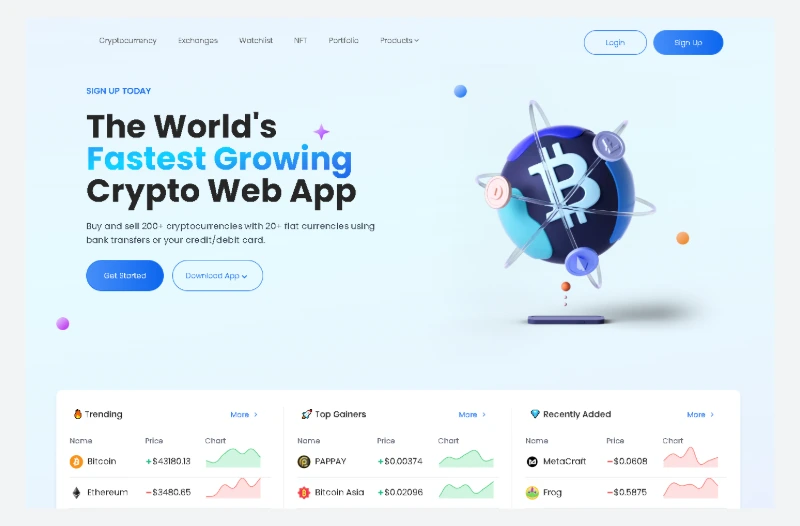 Cryptocurrency Exchanges Watchlist NFT Portfolio Products Login Sign Up
SIGN UP TODAY
The World's
Fastest Growing
Crypto Web App
Buy and sell 200+ cryptocurrencies with 20+ fiat currencies using
bank transfers or your credit/debit card.
Get Started Download App
Trending More
Name Price Chart
Bitcoin +$43180.13
Ethereum −$3480.65
Top Gainers More
Name Price Chart
PAPPAY +$0.00374
Bitcoin Asia +$0.02096
Recently Added More
Name Price Chart
MetaCraft −$0.0608
Frog −$0.5875